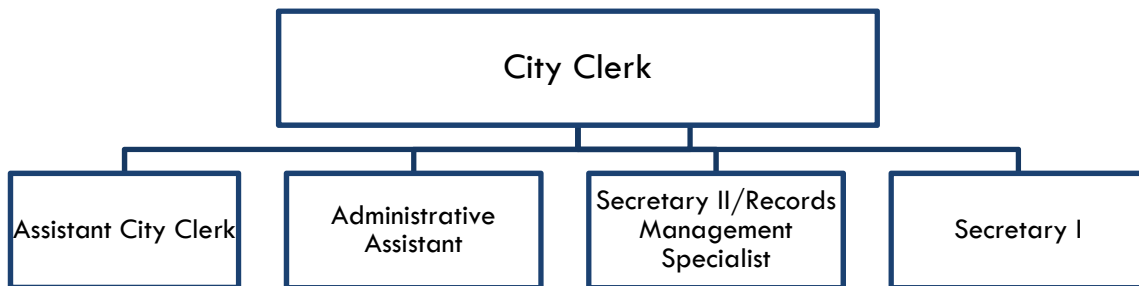 City Clerk
Assistant City Clerk
Administrative
Assistant
Secretary II/Records
Management
Specialist
Secretary I